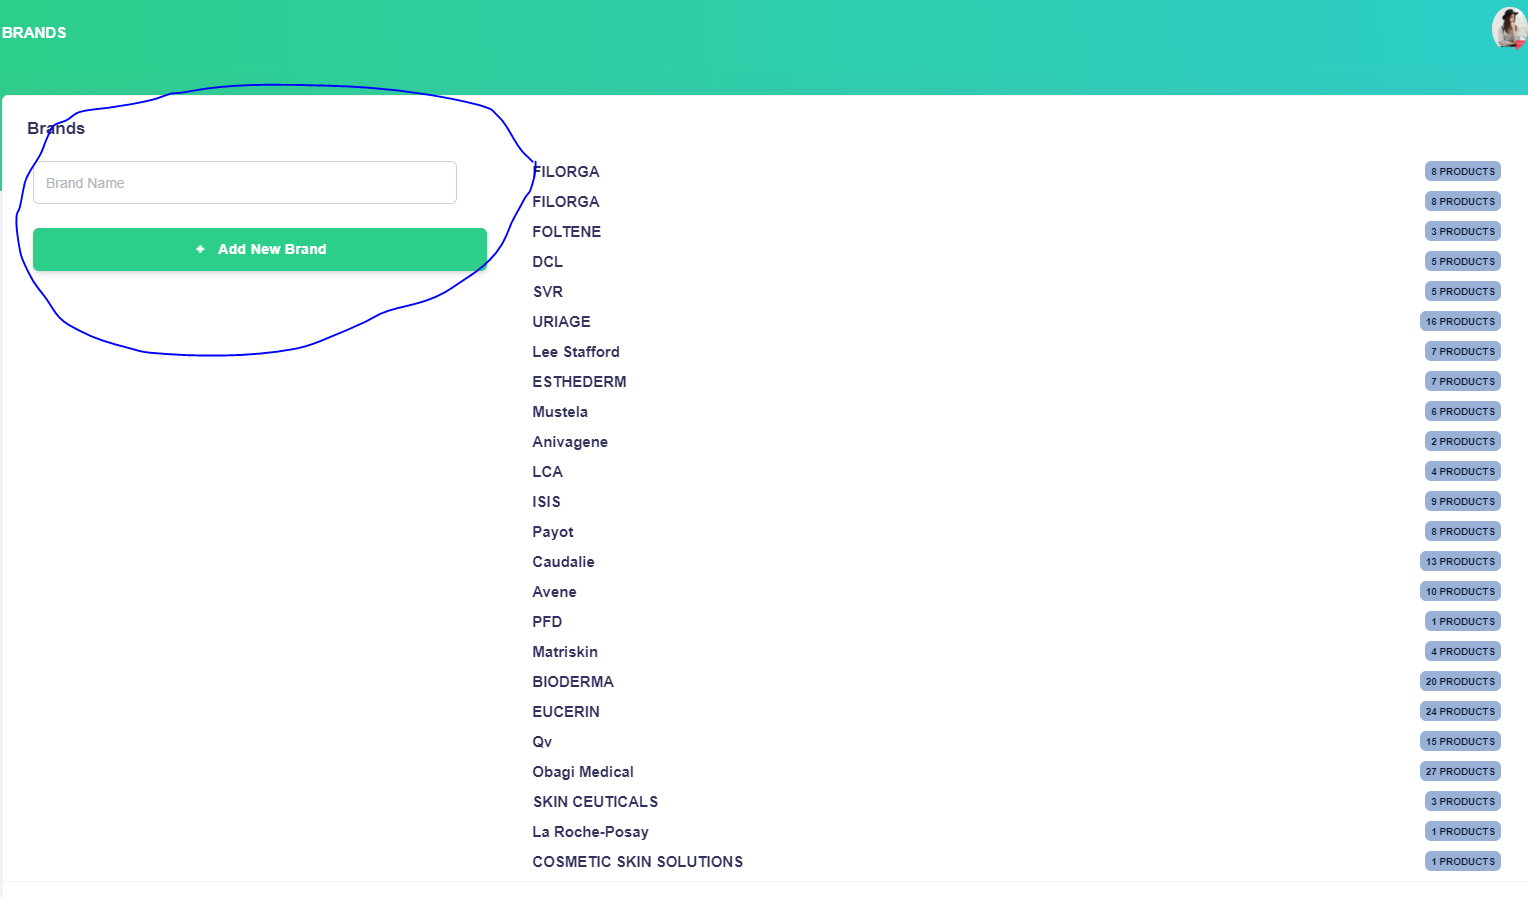 BRANDS
Brands
Brand Name
+ Add New Brand
FILORGA 8 PRODUCTS
FILORGA 8 PRODUCTS
FOLTENE 3 PRODUCTS
DCL 5 PRODUCTS
SVR 5 PRODUCTS
URIAGE 16 PRODUCTS
Lee Stafford 7 PRODUCTS
ESTHEDERM 7 PRODUCTS
Mustela 6 PRODUCTS
Anivagene 2 PRODUCTS
LCA 4 PRODUCTS
ISIS 9 PRODUCTS
Payot 8 PRODUCTS
Caudalie 13 PRODUCTS
Avene 10 PRODUCTS
PFD 1 PRODUCTS
Matriskin 4 PRODUCTS
BIODERMA 20 PRODUCTS
EUCERIN 24 PRODUCTS
Qv 15 PRODUCTS
Obagi Medical 27 PRODUCTS
SKIN CEUTICALS 3 PRODUCTS
La Roche-Posay 1 PRODUCTS
COSMETIC SKIN SOLUTIONS 1 PRODUCTS